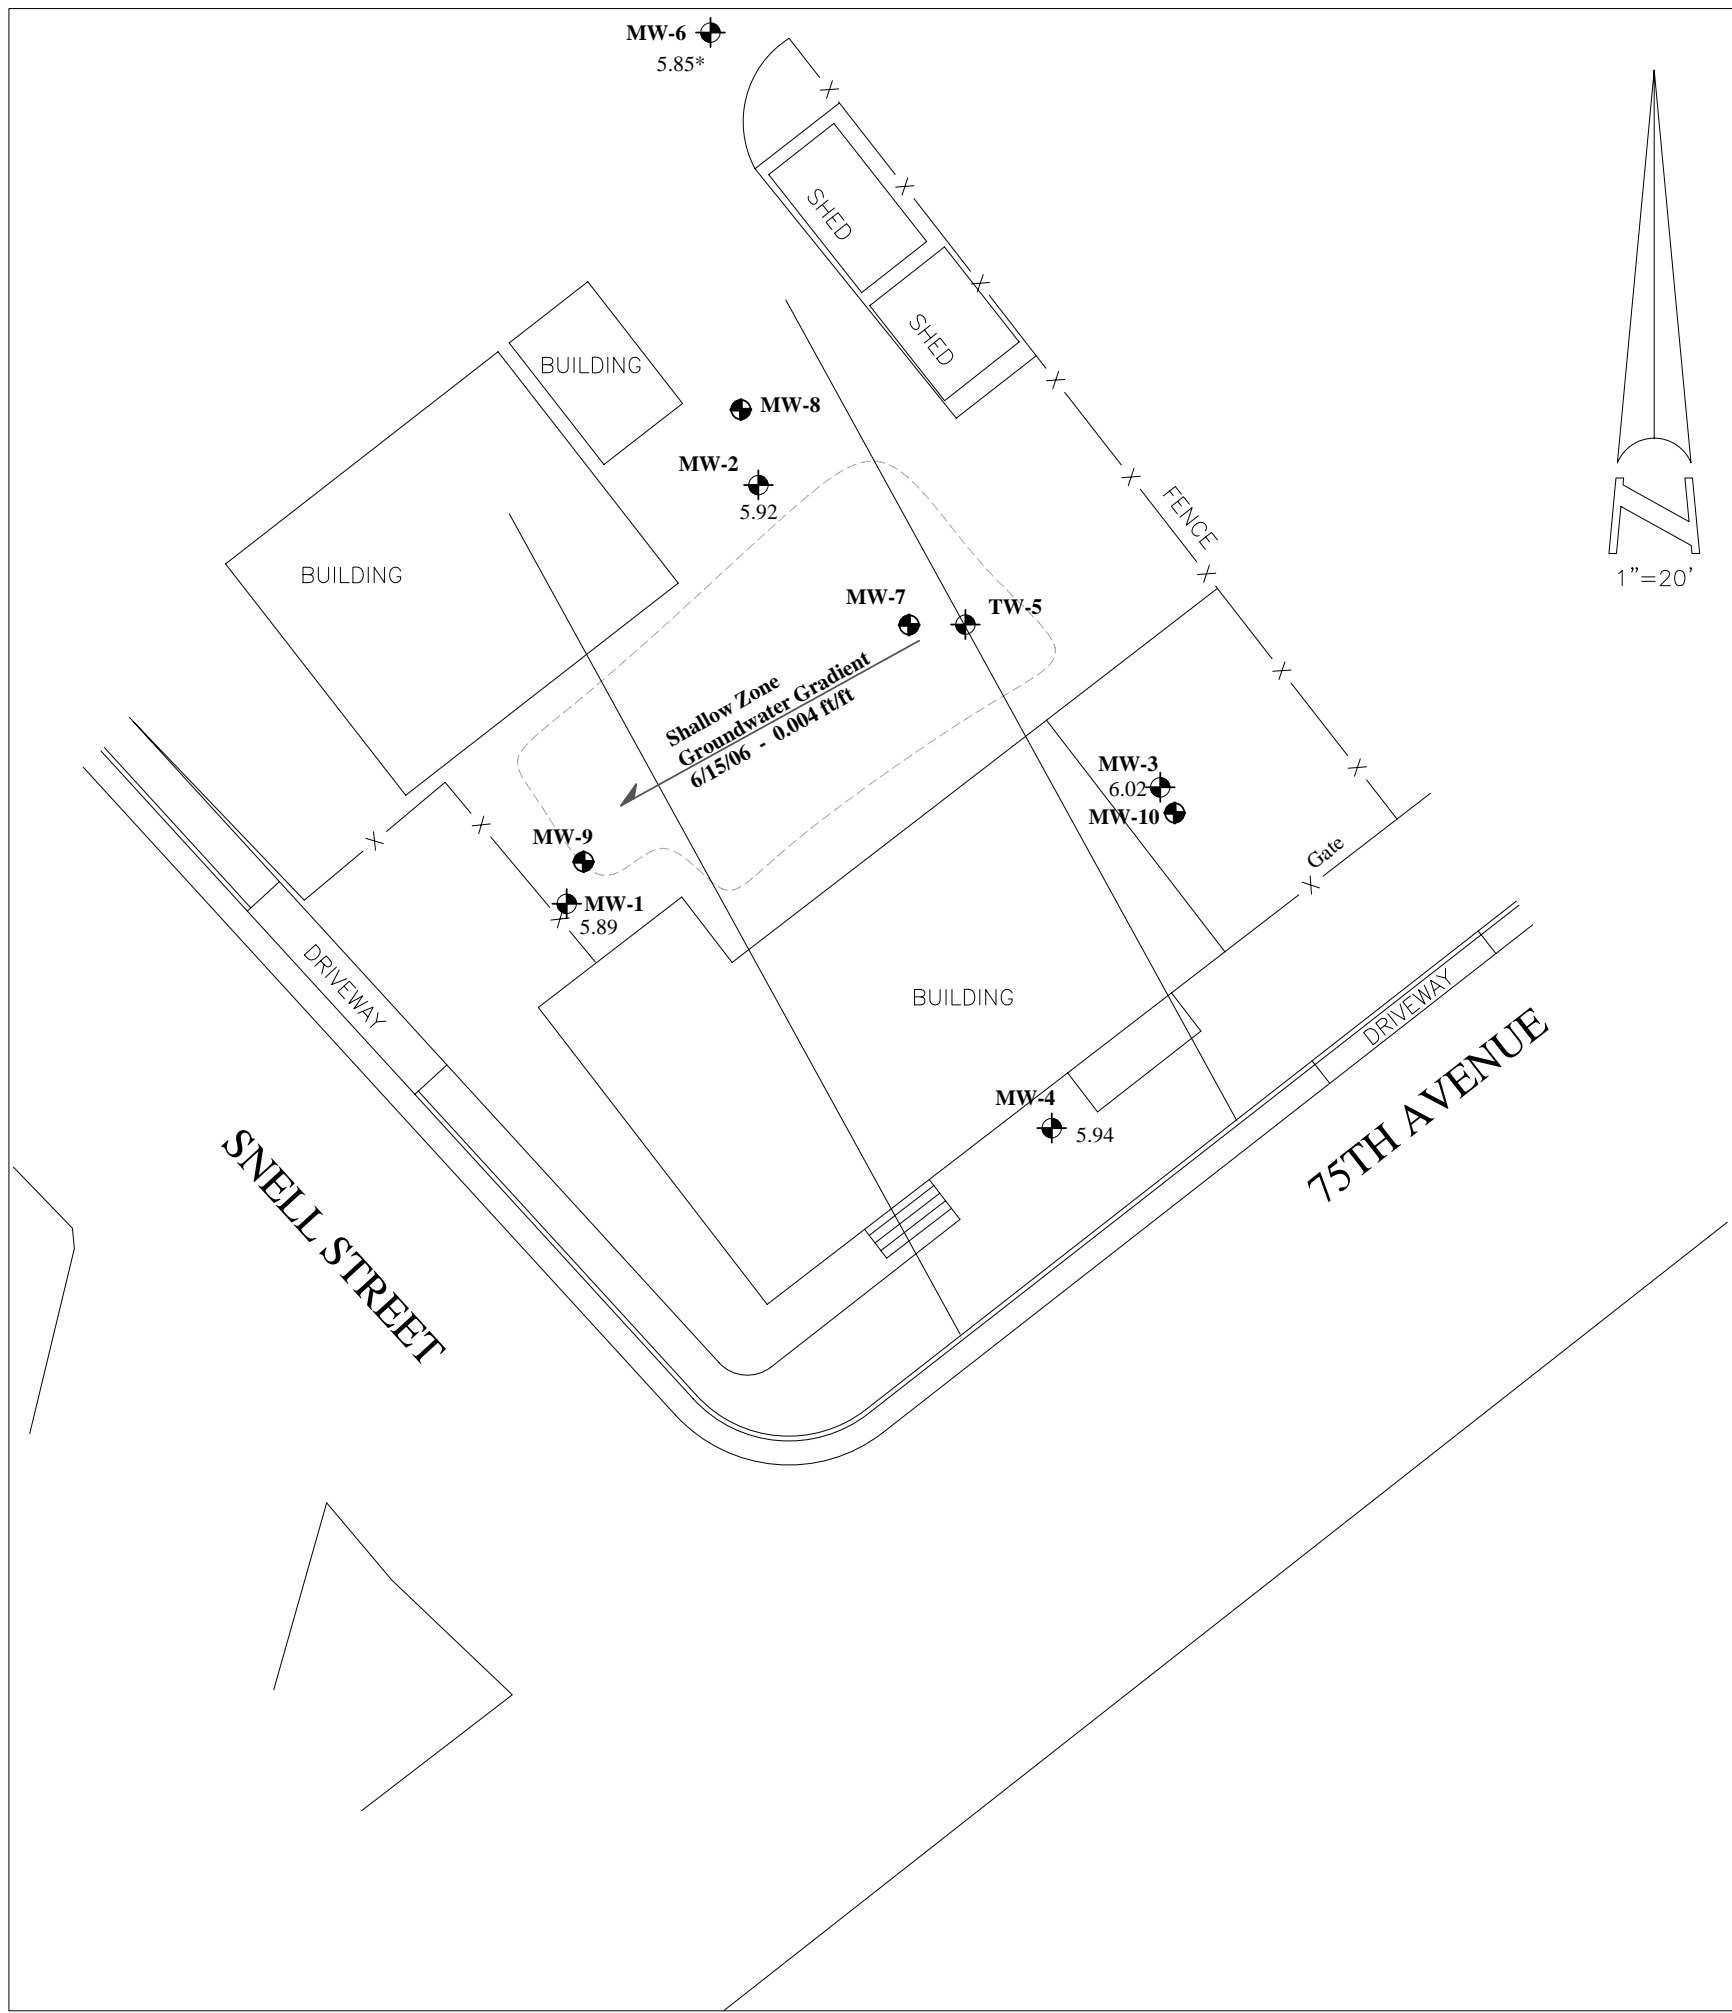 MW-6
5.85*
SHED
SHED
BUILDING
MW-8
MW-2
5.92
FENCE
N
1"=20'
BUILDING
MW-7
TW-5
Shallow Zone
Groundwater Gradient
6/15/06 - 0.004 ft/ft
MW-3
6.02
MW-10
MW-9
Gate
MW-1
5.89
DRIVEWAY
BUILDING
DRIVEWAY
MW-4
5.94
75TH AVENUE
SNELL STREET